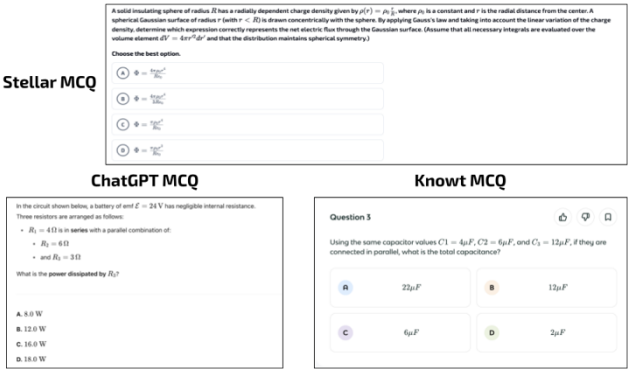 A solid insulating sphere of radius R has a radially dependent charge density given by ρ(r) = ρ₀ r/R, where ρ₀ is a constant and r is the radial distance from the center. A
spherical Gaussian surface of radius r (with r < R) is drawn concentrically with the sphere. By applying Gauss's law and taking into account the linear variation of the charge
density, determine which expression correctly represents the net electric flux through the Gaussian surface. (Assume that all necessary integrals are evaluated over the
volume element dV = 4πr'²dr' and that the distribution maintains spherical symmetry.)
Choose the best option.
A Φ =
B Φ =
C Φ =
D Φ =
Stellar MCQ
ChatGPT MCQ
In the circuit shown below, a battery of emf ℰ = 24 V has negligible internal resistance.
Three resistors are arranged as follows:
• R₁ = 4 Ω is in series with a parallel combination of:
• R₂ = 6 Ω
• and R₃ = 3 Ω
What is the power dissipated by
A. 8.0 W
B. 12.0 W
C. 16.0 W
D. 18.0 W
Knowt MCQ
Question 3
Using the same capacitor values C1 = 4μF, C2 = 6μF, and C₃ = 12μF, if they are
connected in parallel, what is the total capacitance?
A 22μF
B 12μF
C 6μF
D 2μF